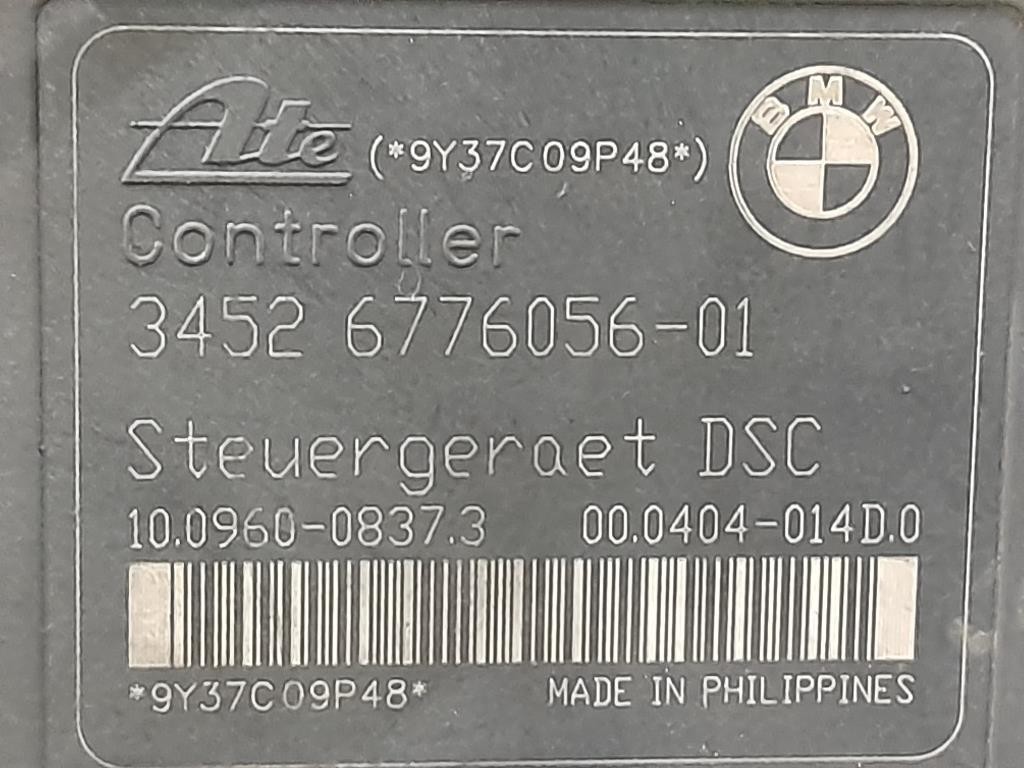 Ate (*9Y37C09P48*)
BMW
Controller
3452 6776056-01
Steuergeraet DSC
10.0960-0837.3 00.0404-014D.0
*9Y37C09P48* MADE IN PHILIPPINES